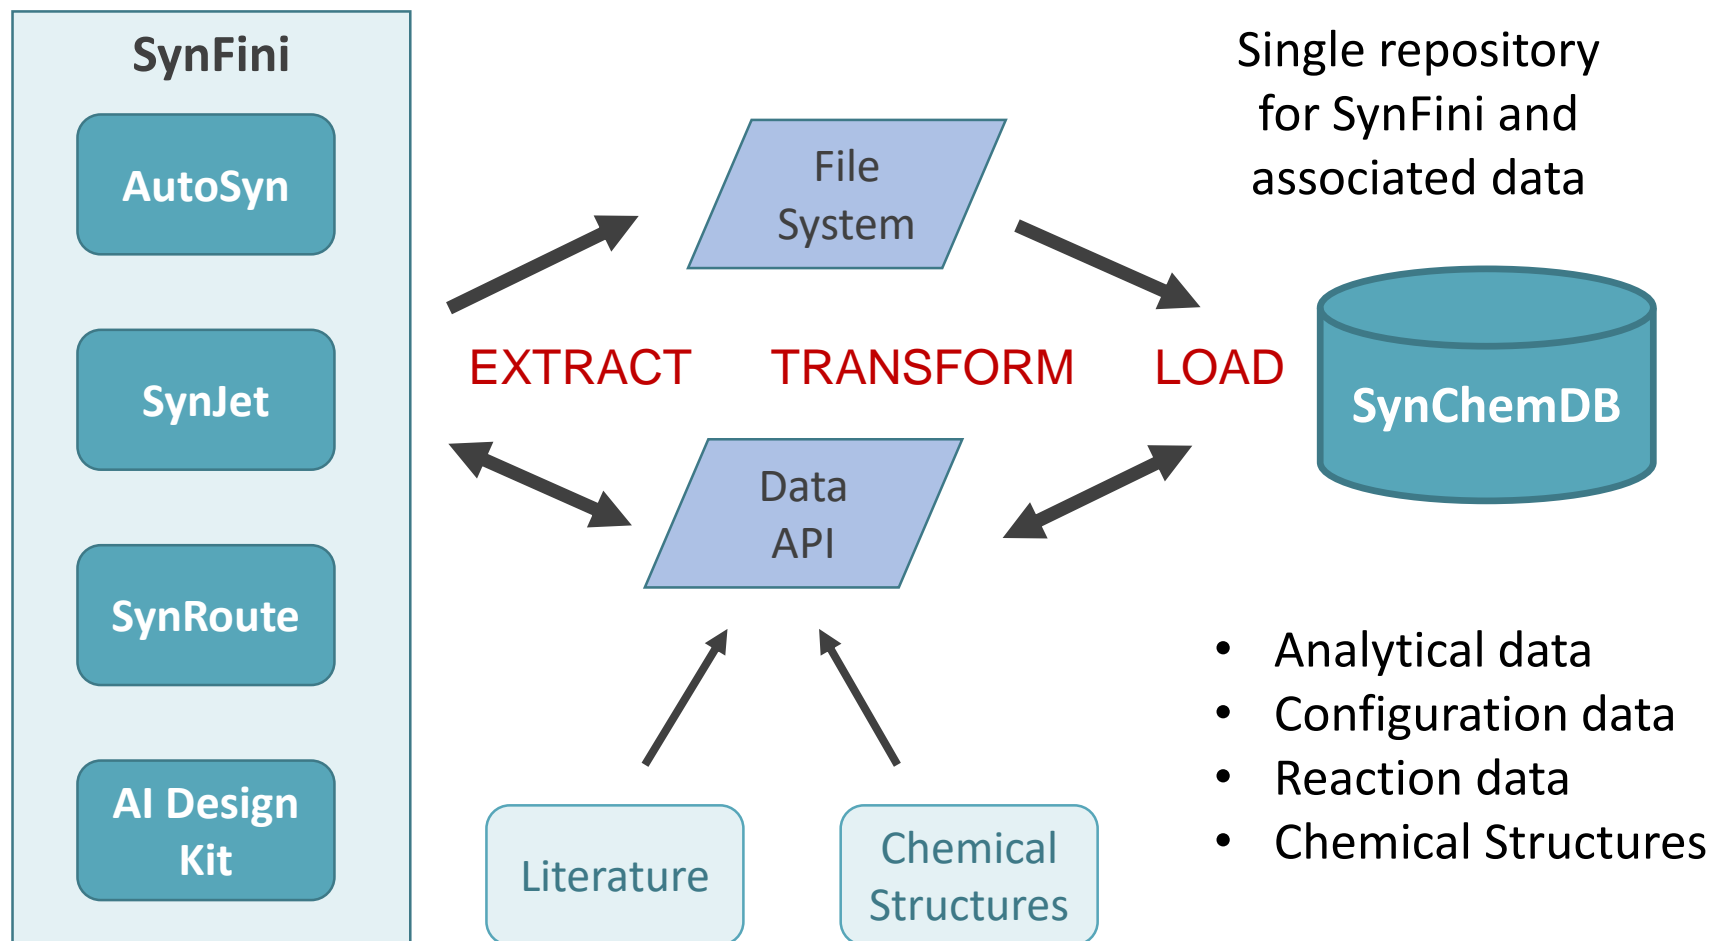 SynFini
AutoSyn
SynJet
SynRoute
AI Design
Kit
File
System
EXTRACT TRANSFORM LOAD
Data
API
Literature
Chemical
Structures
Single repository
for SynFini and
associated data
SynChemDB
• Analytical data
• Configuration data
• Reaction data
• Chemical Structures